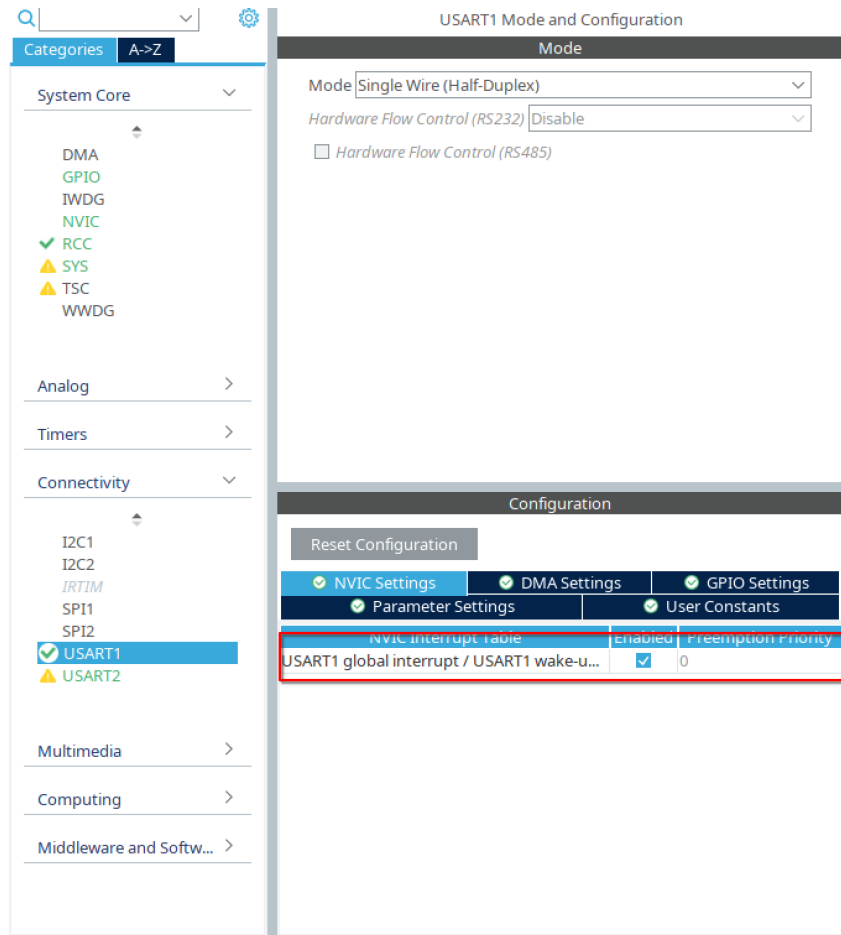 Categories
A->Z
System Core
DMA
GPIO
IWDG
NVIC
RCC
SYS
TSC
WWDG
Analog
Timers
Connectivity
I2C1
I2C2
IRTIM
SPI1
SPI2
USART1
USART2
Multimedia
Computing
Middleware and Softw...
USART1 Mode and Configuration
Mode
Mode Single Wire (Half-Duplex)
Hardware Flow Control (RS232) Disable
Hardware Flow Control (RS485)
Configuration
Reset Configuration
NVIC Settings DMA Settings GPIO Settings
Parameter Settings User Constants
NVIC Interrupt Table Enabled Preemption Priority
USART1 global interrupt / USART1 wake-u... 0